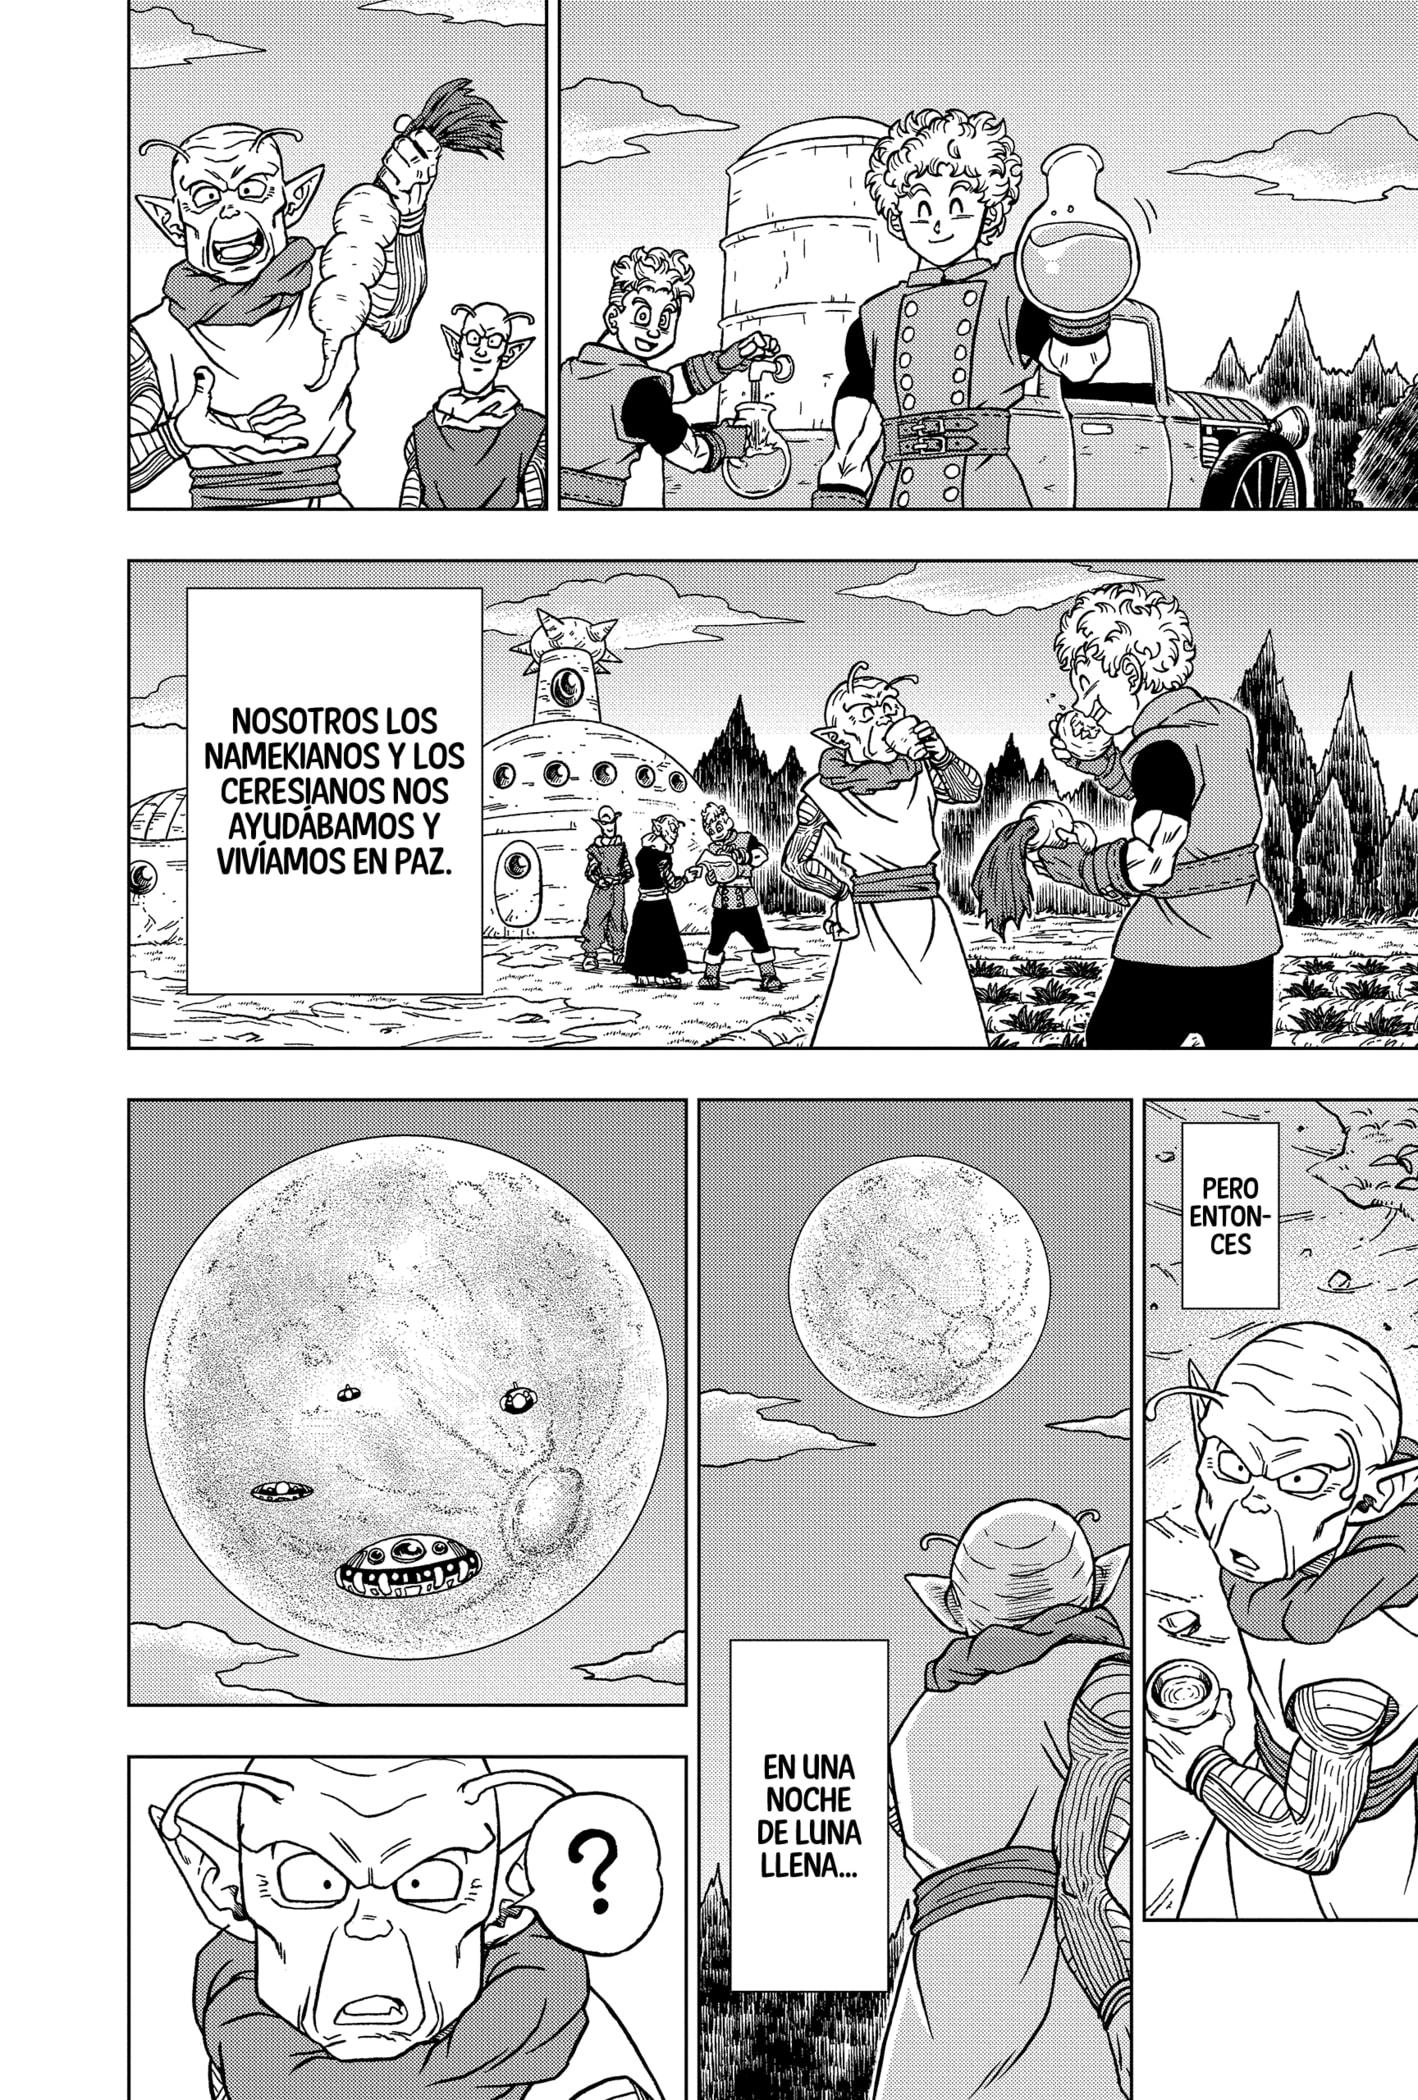 NOSOTROS LOS
NAMEKIANOS Y LOS
CERESIANOS NOS
AYUDÁBAMOS Y
VIVÍAMOS EN PAZ.
PERO
ENTON-
CES
EN UNA
NOCHE
DE LUNA
LLENA...
?